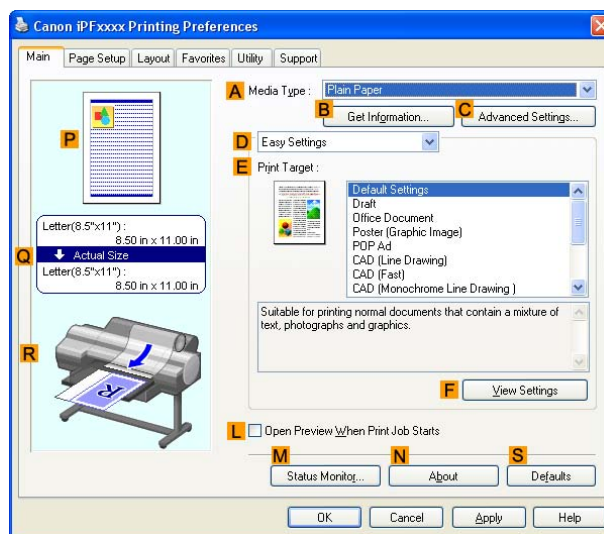 Canon iPFxxxx Printing Preferences
Main Page Setup Layout Favorites Utility Support
A Media Type : Plain Paper
B C
Get Information... Advanced Settings...
D Easy Settings
E Print Target :
P
Default Settings
Draft
Office Document
Poster (Graphic Image)
POP Ad
CAD (Line Drawing)
CAD (Fast)
CAD (Monochrome Line Drawing )
Letter(8.5"x11") :
8.50 in x 11.00 in
Q Actual Size
Letter(8.5"x11") :
8.50 in x 11.00 in
Suitable for printing normal documents that contain a mixture of
text, photographs and graphics.
R
F View Settings
L Open Preview When Print Job Starts
M N S
Status Monitor... About Defaults
OK Cancel Apply Help